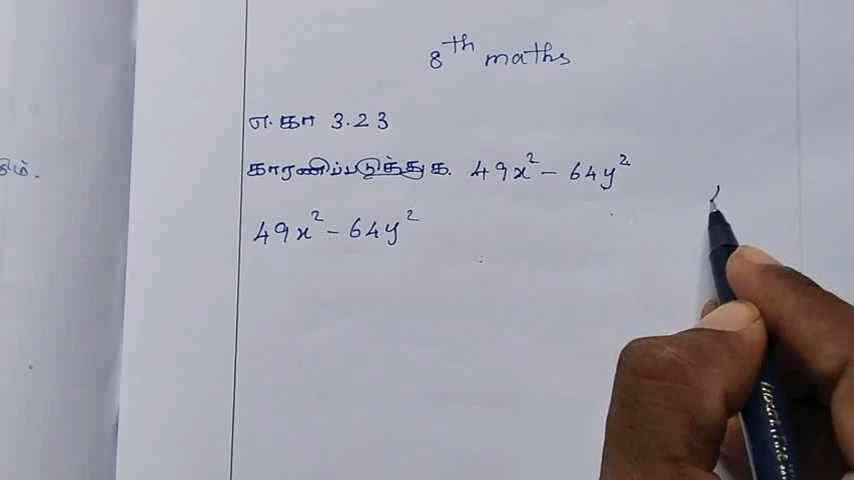 8th maths
எ.கா 3.23
காரணிப்படுத்துக. 49x² - 64y²
டும்.
49x² - 64y²